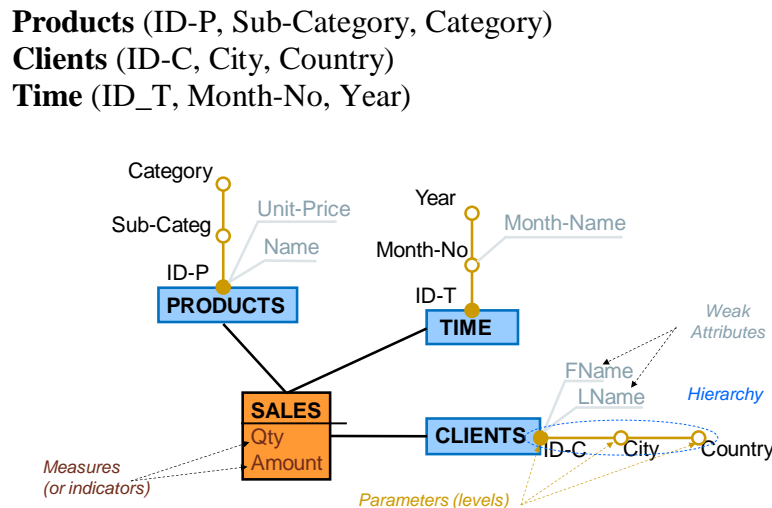 Products (ID-P, Sub-Category, Category)
Clients (ID-C, City, Country)
Time (ID_T, Month-No, Year)
Category
Sub-Categ
Unit-Price
Name
ID-P
PRODUCTS
Year
Month-Name
Month-No
ID-T
TIME
Weak
Attributes
FName
LName
Hierarchy
SALES
Qty
Amount
CLIENTS
ID-C
City
Country
Measures
(or indicators)
Parameters (levels)